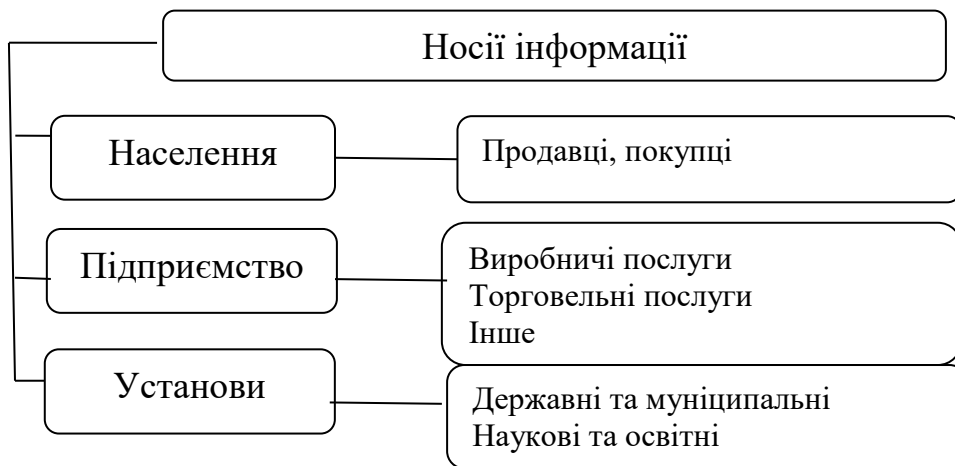 Носії інформації
Населення
Продавці, покупці
Підприємство
Виробничі послуги
Торговельні послуги
Інше
Установи
Державні та муніципальні
Наукові та освітні